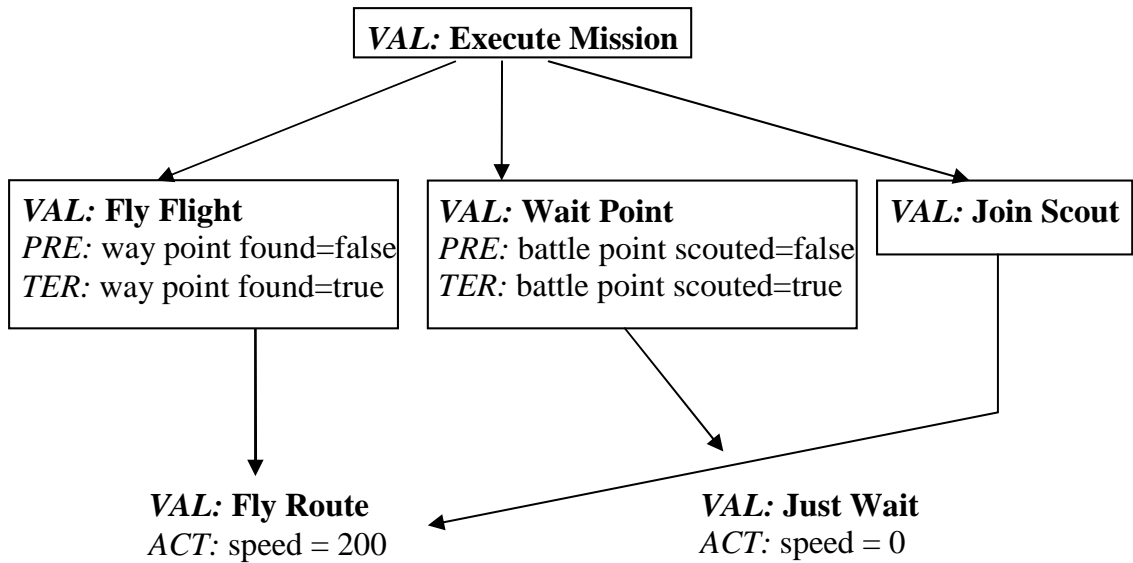 VAL: Execute Mission
VAL: Fly Flight
PRE: way point found=false
TER: way point found=true
VAL: Wait Point
PRE: battle point scouted=false
TER: battle point scouted=true
VAL: Join Scout
VAL: Fly Route
ACT: speed = 200
VAL: Just Wait
ACT: speed = 0